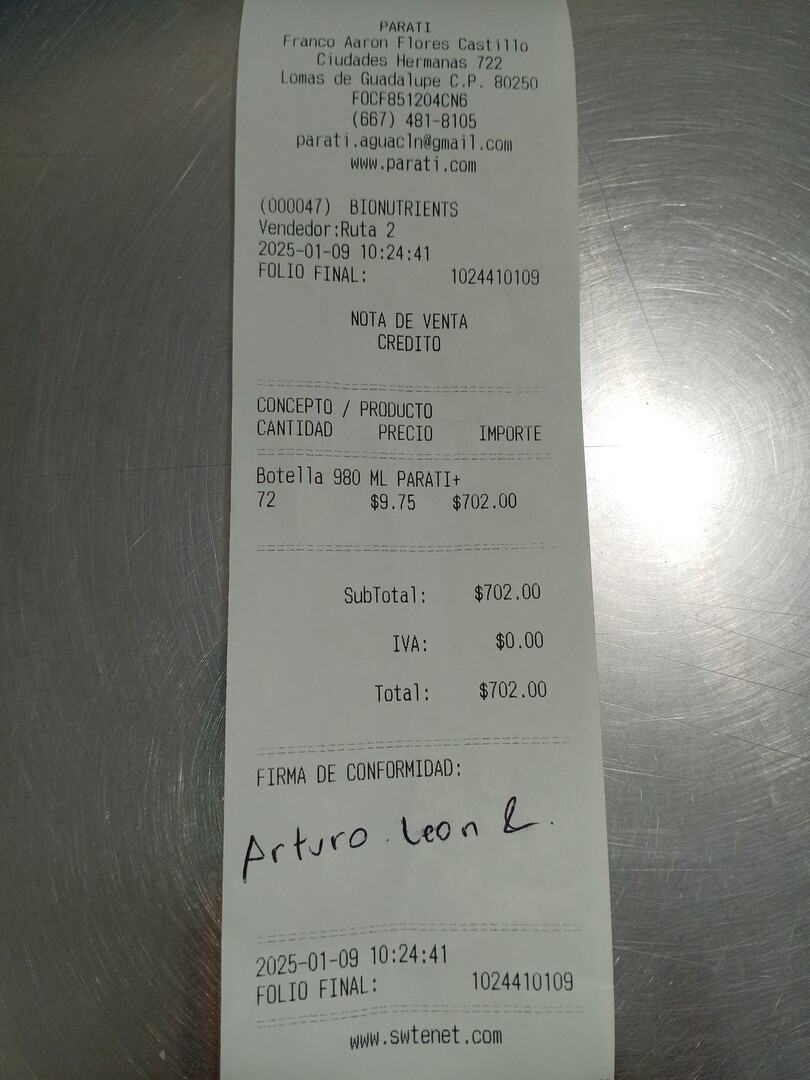 PARATI
Franco Aaron Flores Castillo
Ciudades Hermanas 722
Lomas de Guadalupe C.P. 80250
FOCF851204CN6
(667) 481-8105
parati.aguacln@gmail.com
www.parati.com
(000047) BIONUTRIENTS
Vendedor:Ruta 2
2025-01-09 10:24:41
FOLIO FINAL: 1024410109
NOTA DE VENTA
CREDITO
CONCEPTO / PRODUCTO
CANTIDAD PRECIO IMPORTE
Botella 980 ML PARATI+
72 $9.75 $702.00
SubTotal: $702.00
IVA: $0.00
Total: $702.00
FIRMA DE CONFORMIDAD:
Arturo Leon
2025-01-09 10:24:41
FOLIO FINAL: 1024410109
www.swtenet.com